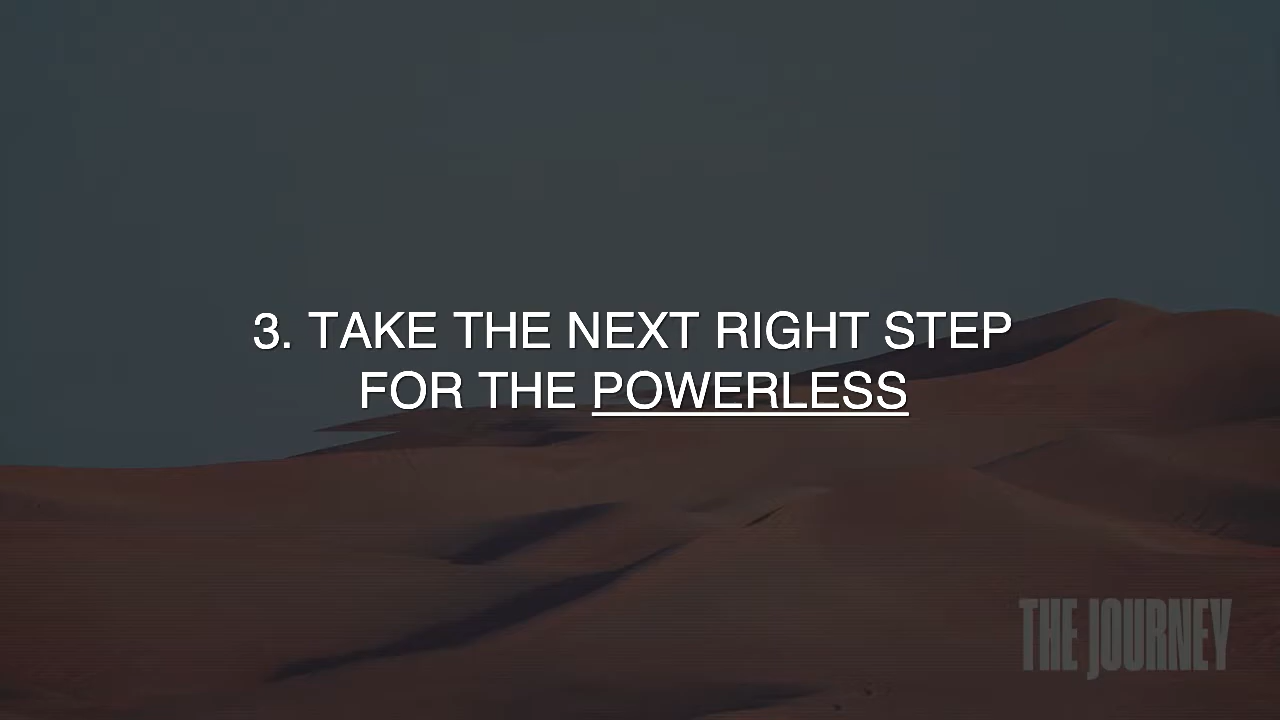 3. TAKE THE NEXT RIGHT STEP
FOR THE POWERLESS
THE JOURNEY